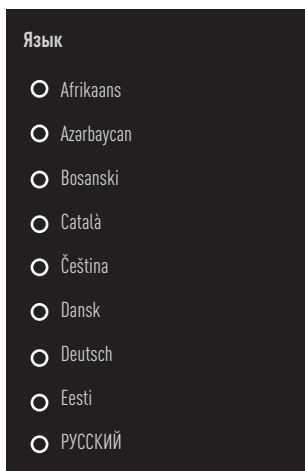 Язык
Afrikaans
Azərbaycan
Bosanski
Català
Čeština
Dansk
Deutsch
Eesti
РУССКИЙ